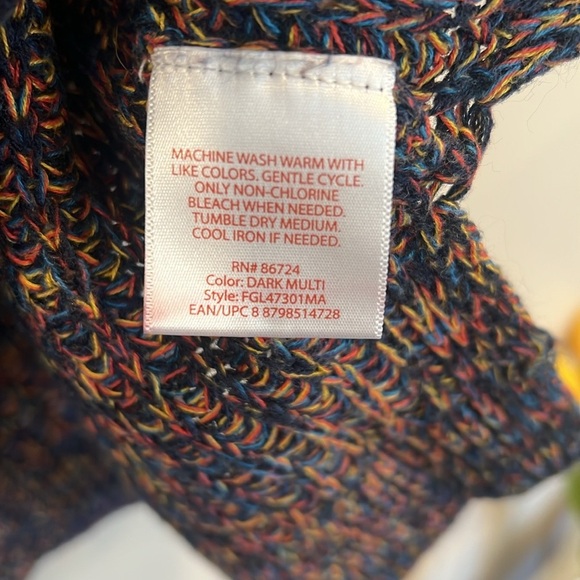 MACHINE WASH WARM WITH
LIKE COLORS. GENTLE CYCLE.
ONLY NON-CHLORINE
BLEACH WHEN NEEDED.
TUMBLE DRY MEDIUM.
COOL IRON IF NEEDED.
RN# 86724
Color: DARK MULTI
Style: FGL47301MA
EAN/UPC 8 8798514728